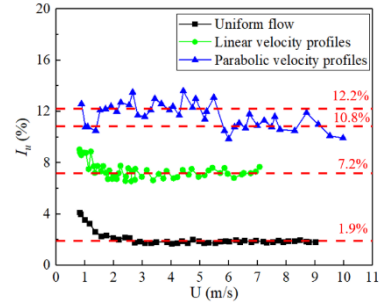 Uniform flow
Linear velocity profiles
Parabolic velocity profiles
20
16
12
8
4
0
I_u (%)
12.2%
10.8%
7.2%
1.9%
0 1 2 3 4 5 6 7 8 9 10 11
U (m/s)